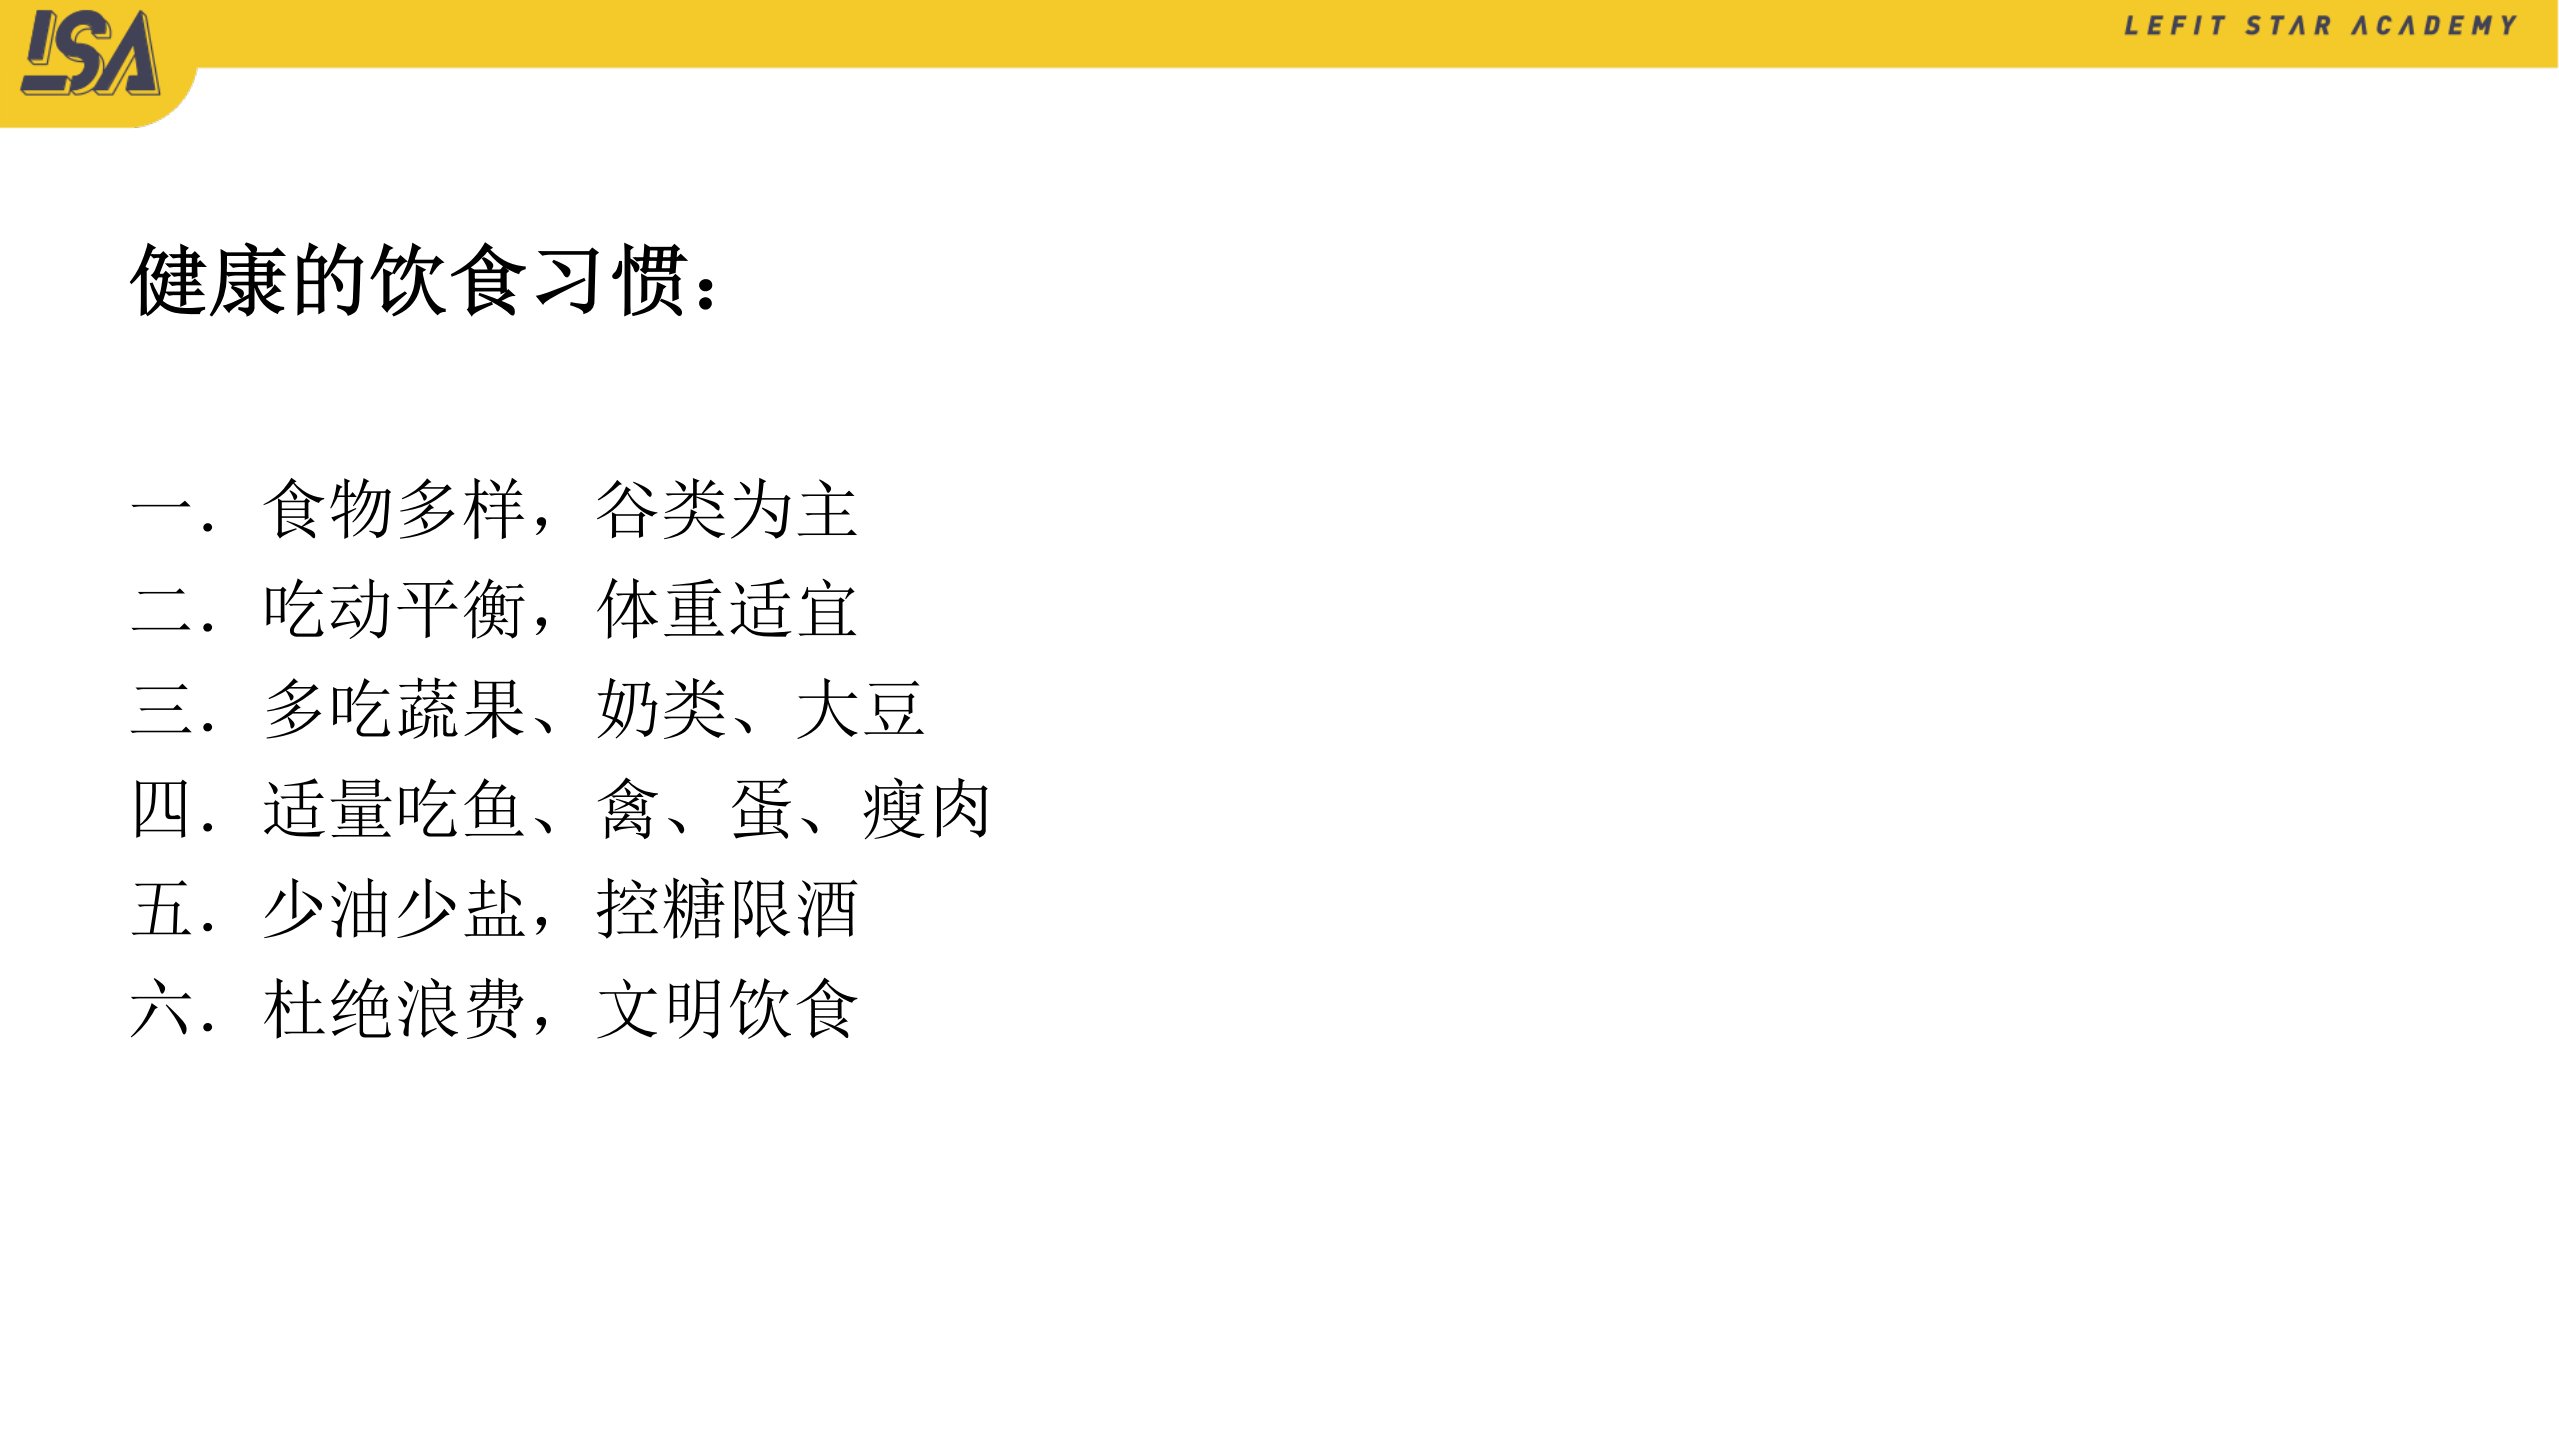 LSA
LEFIT STAR ACADEMY
健康的饮食习惯：
一．食物多样，谷类为主
二．吃动平衡，体重适宜
三．多吃蔬果、奶类、大豆
四．适量吃鱼、禽、蛋、瘦肉
五．少油少盐，控糖限酒
六．杜绝浪费，文明饮食